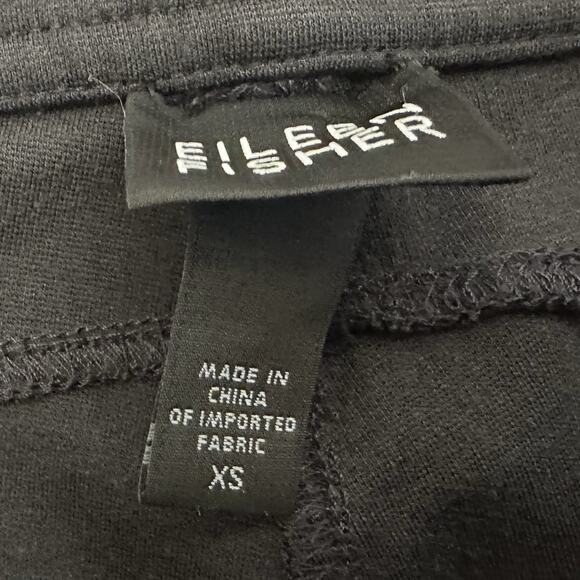 EILEEN
FISHER
MADE IN
CHINA
OF IMPORTED
FABRIC
XS